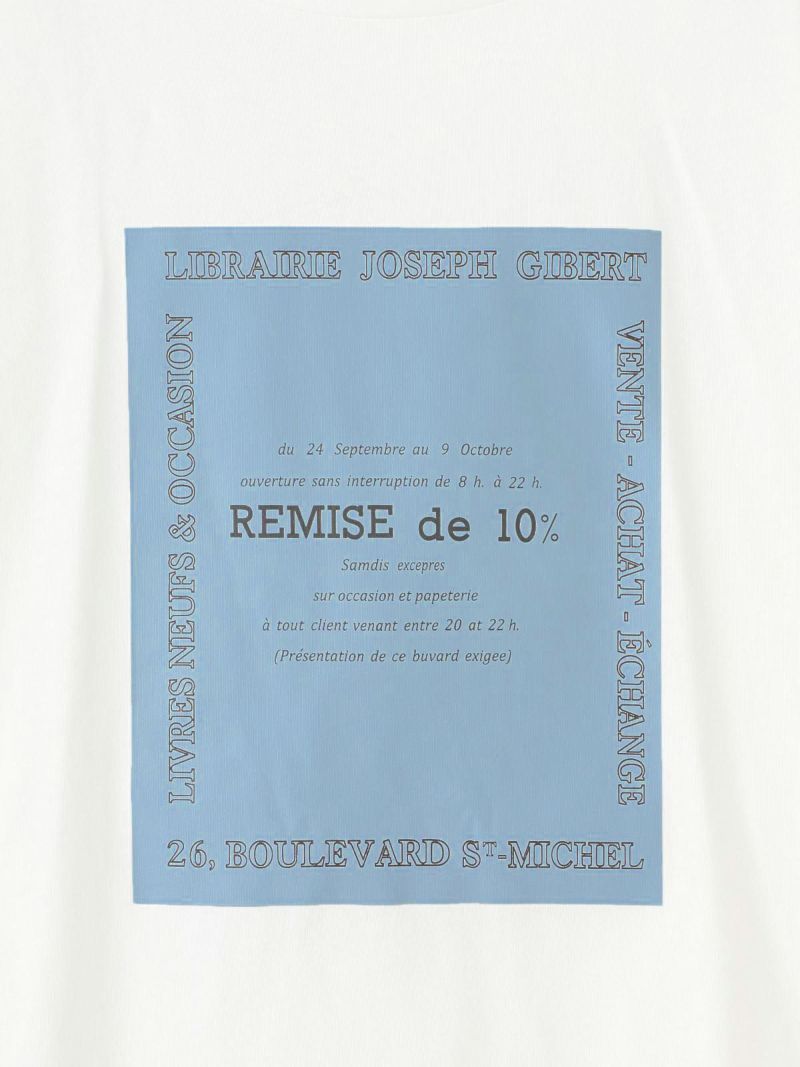 LIBRAIRIE JOSEPH GIBERT
LIVRES NEUFS & OCCASION
VENTE - ACHAT - ÉCHANGE
du 24 Septembre au 9 Octobre
ouverture sans interruption de 8 h. à 22 h.
REMISE de 10%
Samdis excepres
sur occasion et papeterie
à tout client venant entre 20 at 22 h.
(Présentation de ce buvard exigee)
26, BOULEVARD ST-MICHEL